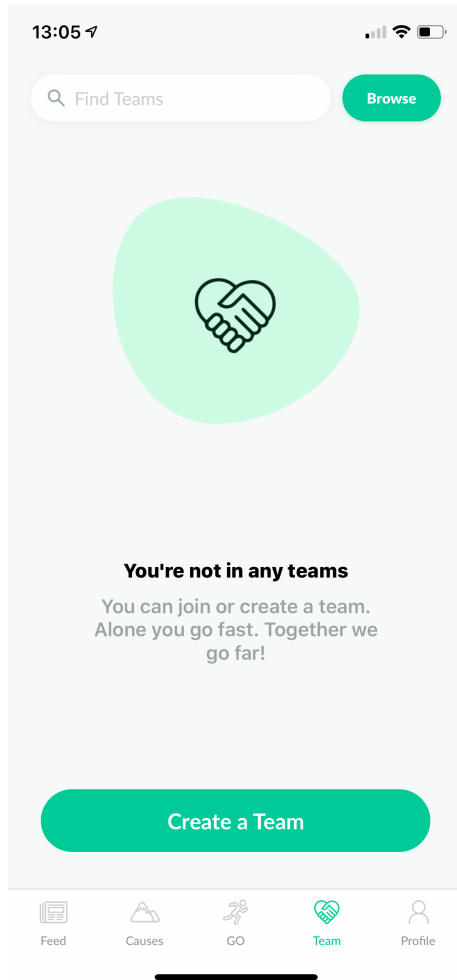 13:05
Find Teams
Browse
You're not in any teams
You can join or create a team.
Alone you go fast. Together we
go far!
Create a Team
Feed
Causes
GO
Team
Profile